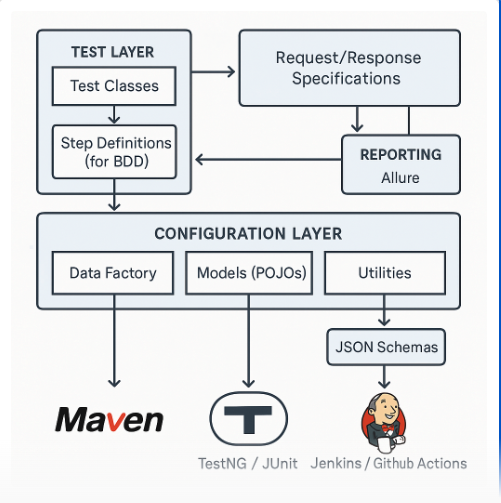 TEST LAYER
Test Classes
Step Definitions
(for BDD)
Request/Response
Specifications
REPORTING
Allure
CONFIGURATION LAYER
Data Factory
Models (POJOs)
Utilities
JSON Schemas
Maven
T
TestNG / JUnit
Jenkins / Github Actions